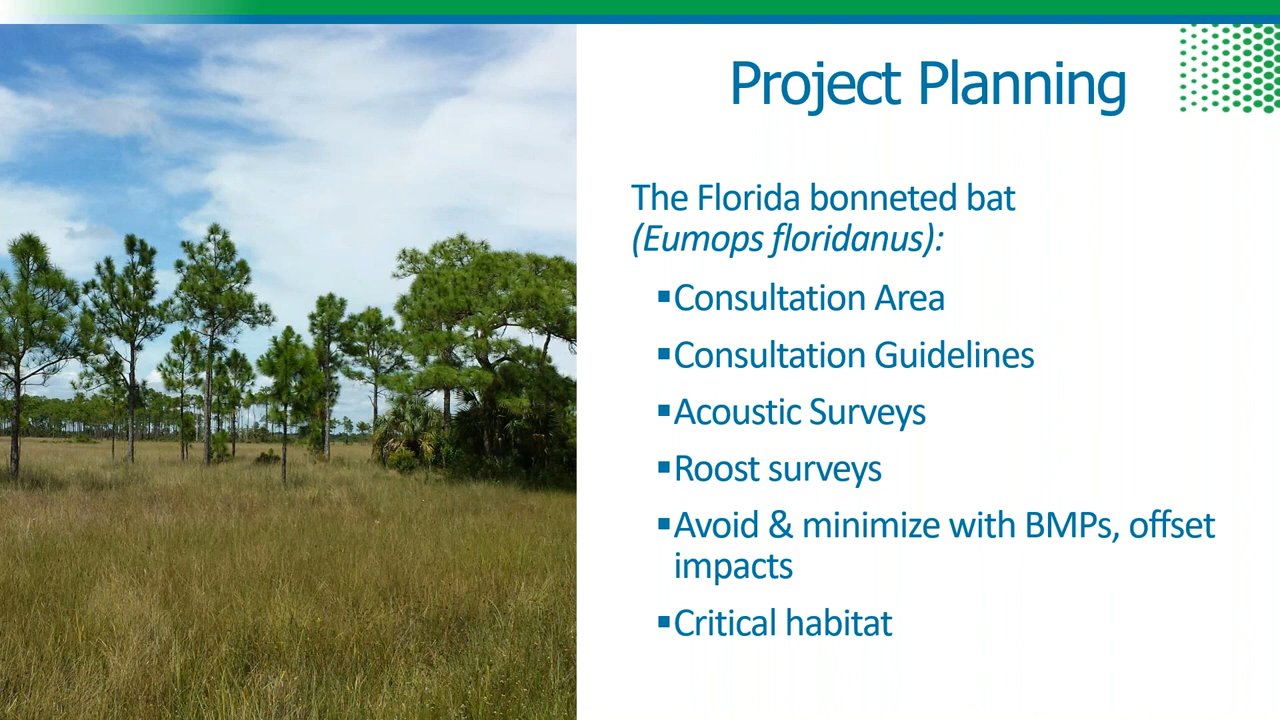 Project Planning
The Florida bonneted bat
(Eumops floridanus):
▪Consultation Area
▪Consultation Guidelines
▪Acoustic Surveys
▪Roost surveys
▪Avoid & minimize with BMPs, offset
impacts
▪Critical habitat